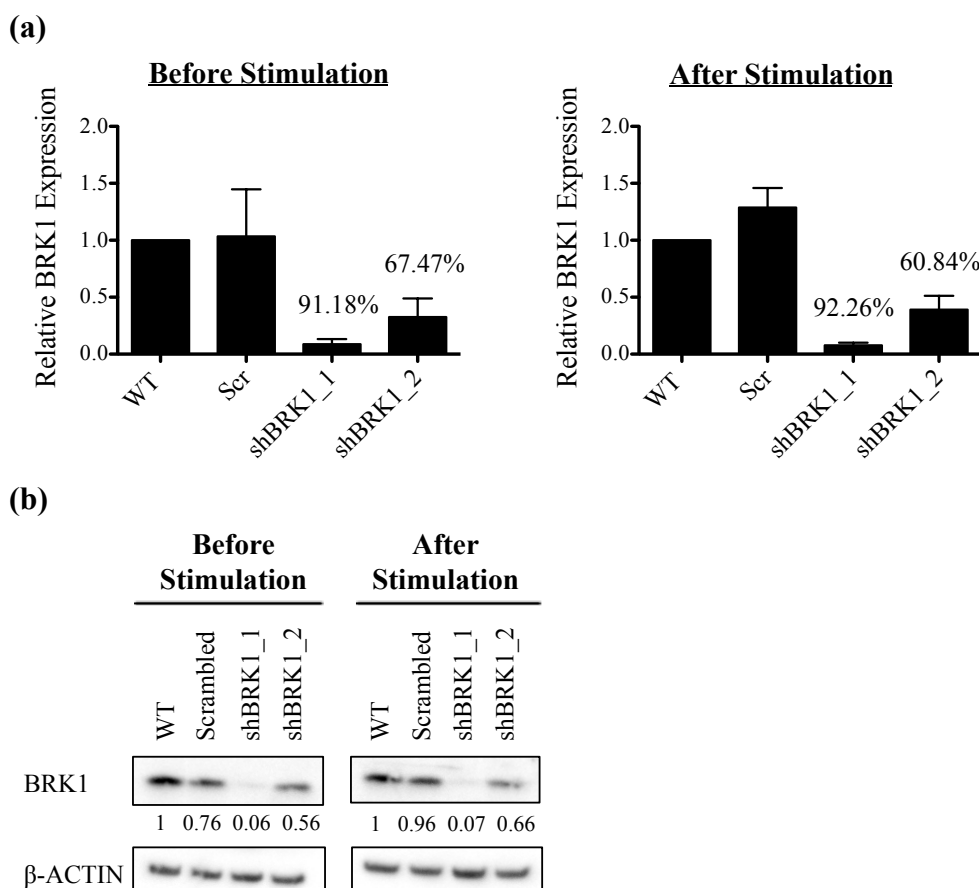 (a)
Before Stimulation
After Stimulation
Relative BRK1 Expression
2.0
1.5
1.0
0.5
0.0
91.18%
67.47%
WT
Scr
shBRK1_1
shBRK1_2
Relative BRK1 Expression
2.0
1.5
1.0
0.5
0.0
92.26%
60.84%
WT
Scr
shBRK1_1
shBRK1_2
(b)
Before
Stimulation
After
Stimulation
WT
Scrambled
shBRK1_1
shBRK1_2
WT
Scrambled
shBRK1_1
shBRK1_2
BRK1
1 0.76 0.06 0.56
1 0.96 0.07 0.66
β-ACTIN